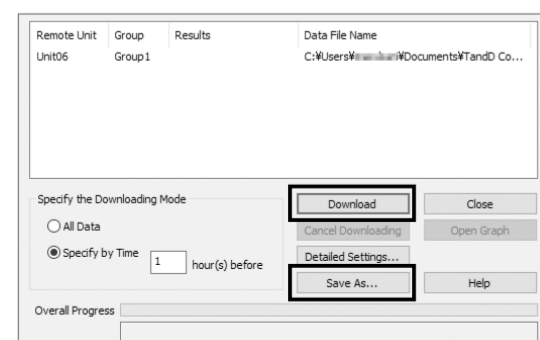 Remote Unit Group Results Data File Name
Unit06 Group1 C:¥Users¥ ¥Documents¥TandD Co...
Specify the Downloading Mode
All Data
Specify by Time 1 hour(s) before
Download Close
Cancel Downloading Open Graph
Detailed Settings...
Save As... Help
Overall Progress